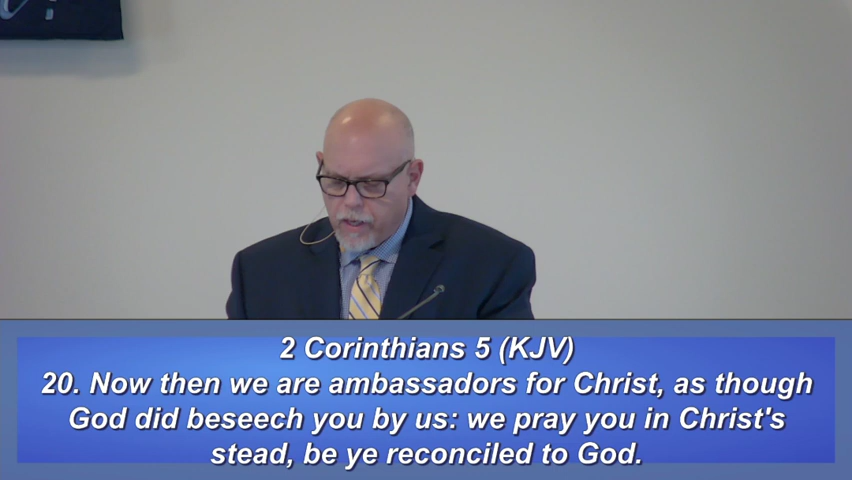 2 Corinthians 5 (KJV)
20. Now then we are ambassadors for Christ, as though
God did beseech you by us: we pray you in Christ's
stead, be ye reconciled to God.